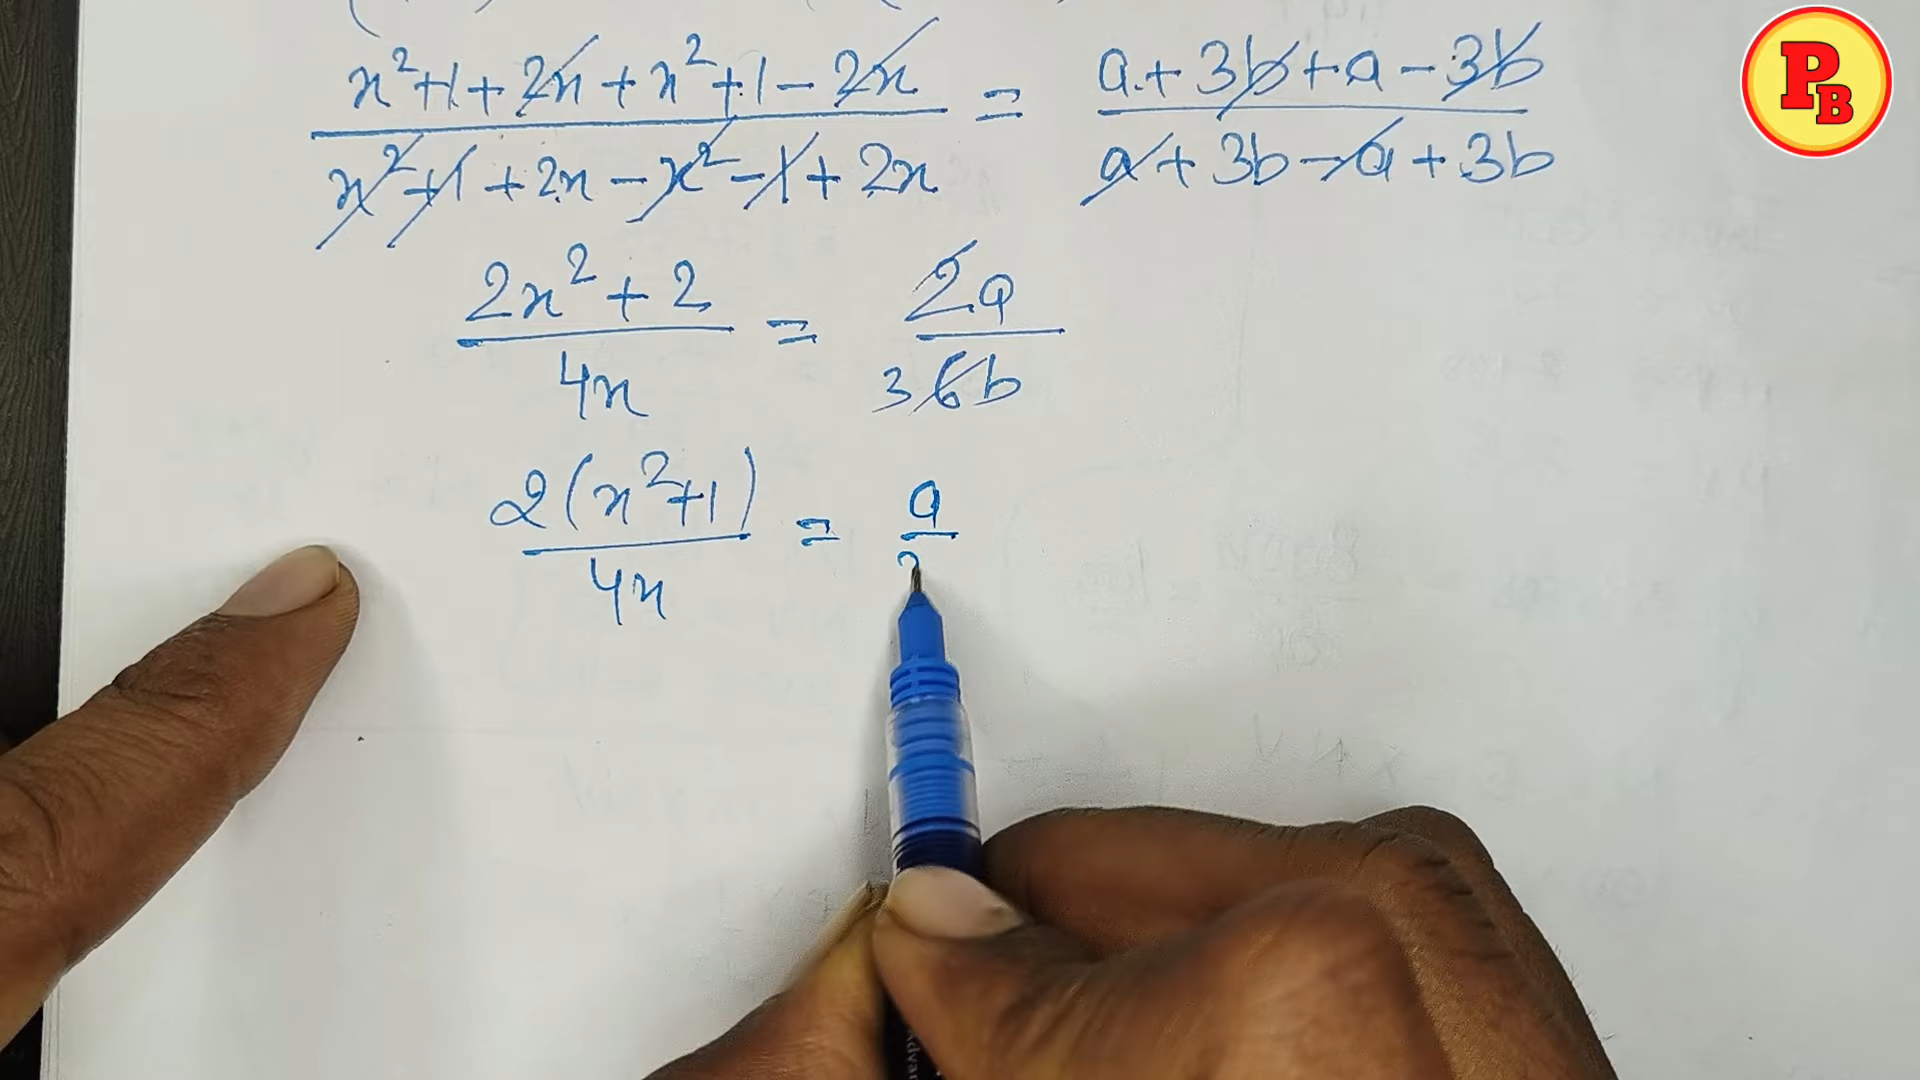 x²+1+2x+x²+1-2x / x²+1+2x-x²-1+2x = a+3b+a-3b / a+3b-a+3b
2x²+2 / 4x = 2a / 3 6b
2(x²+1) / 4x = a /
PB